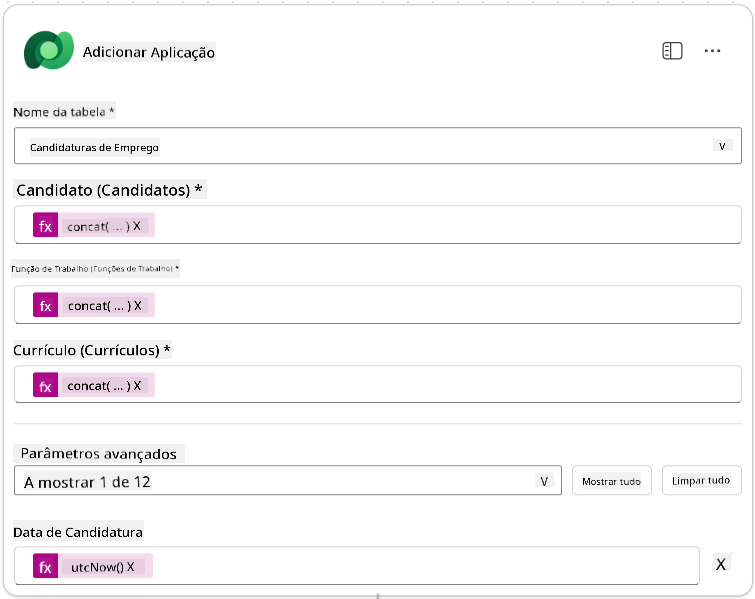 Adicionar Aplicação
Nome da tabela *
Candidaturas de Emprego
V
Candidato (Candidatos) *
fx concat( ... ) X
Função de Trabalho (Funções de Trabalho) *
fx concat( ... ) X
Currículo (Currículos) *
fx concat( ... ) X
Parâmetros avançados
A mostrar 1 de 12 V Mostrar tudo Limpar tudo
Data de Candidatura
fx utcNow() X X